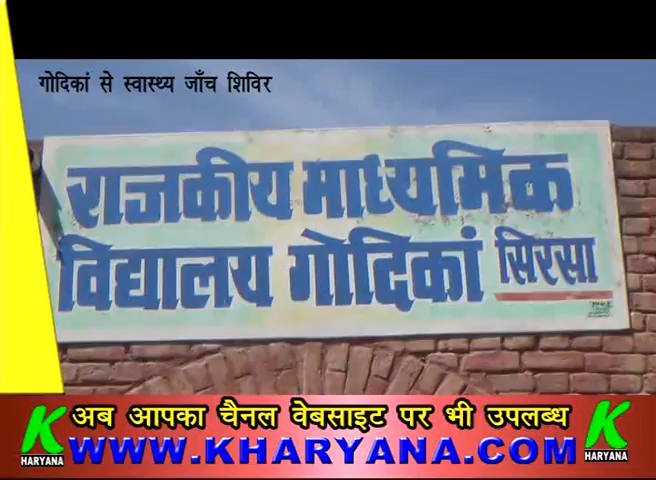 गोदिकां से स्वास्थ्य जाँच शिविर
राजकीय माध्यमिक
विद्यालय गोदिकां सिरसा
अब आपका चैनल वेबसाइट पर भी उपलब्ध
K HARYANA
WWW.KHARYANA.COM
K HARYANA